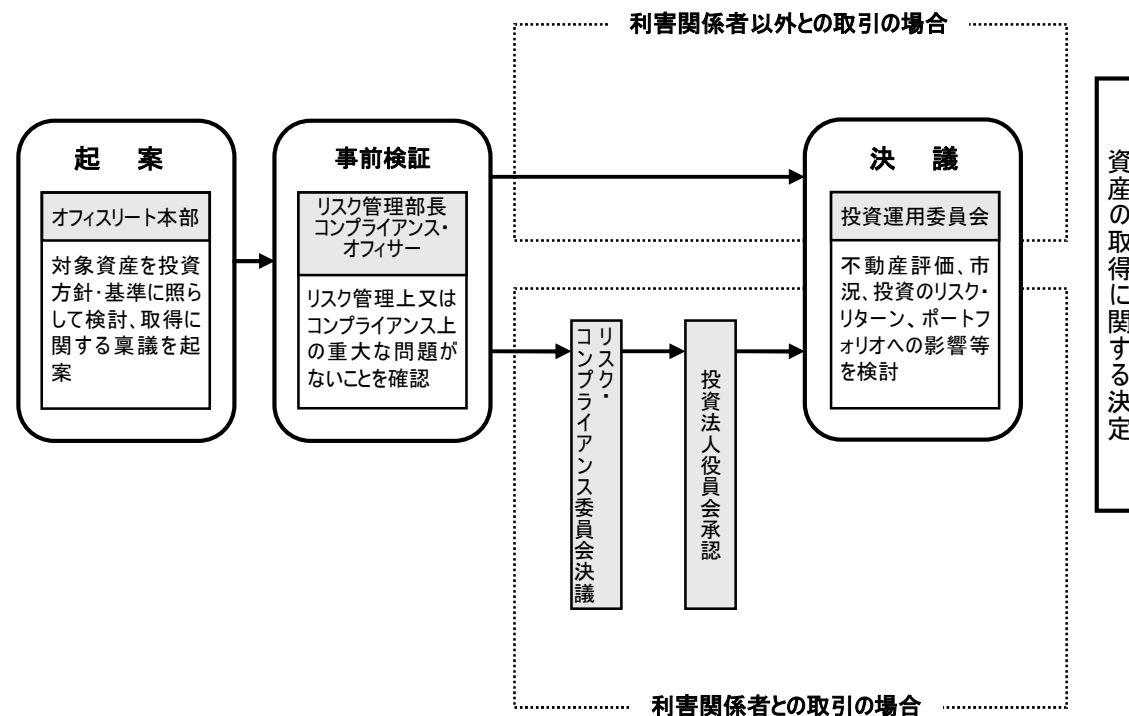 利害関係者以外との取引の場合
起　案
オフィスリート本部
対象資産を投資
方針・基準に照ら
して検討、取得に
関する稟議を起
案
事前検証
リスク管理部長
コンプライアンス・
オフィサー
リスク管理上又は
コンプライアンス上
の重大な問題が
ないことを確認
リスク・
コンプライアンス委員会決議
投資法人役員会承認
決　議
投資運用委員会
不動産評価、市
況、投資のリスク・
リターン、ポートフ
ォリオへの影響等
を検討
資産の取得に関する決定
利害関係者との取引の場合